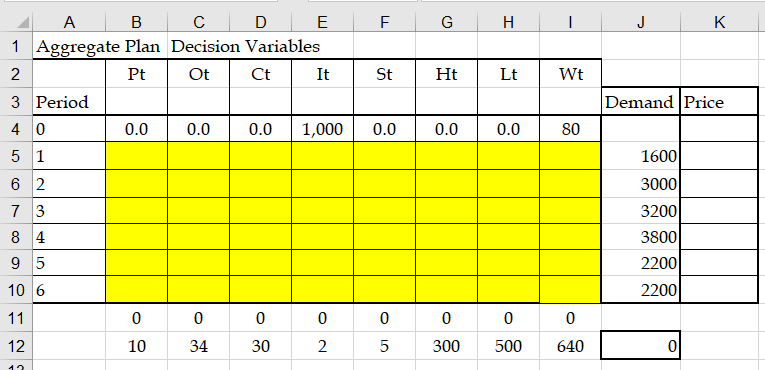 A B C D E F G H I J K
1 Aggregate Plan Decision Variables
2 Pt Ot Ct It St Ht Lt Wt
3 Period Demand Price
4 0 0.0 0.0 0.0 1,000 0.0 0.0 0.0 80
5 1 1600
6 2 3000
7 3 3200
8 4 3800
9 5 2200
10 6 2200
11 0 0 0 0 0 0 0 0
12 10 34 30 2 5 300 500 640 0